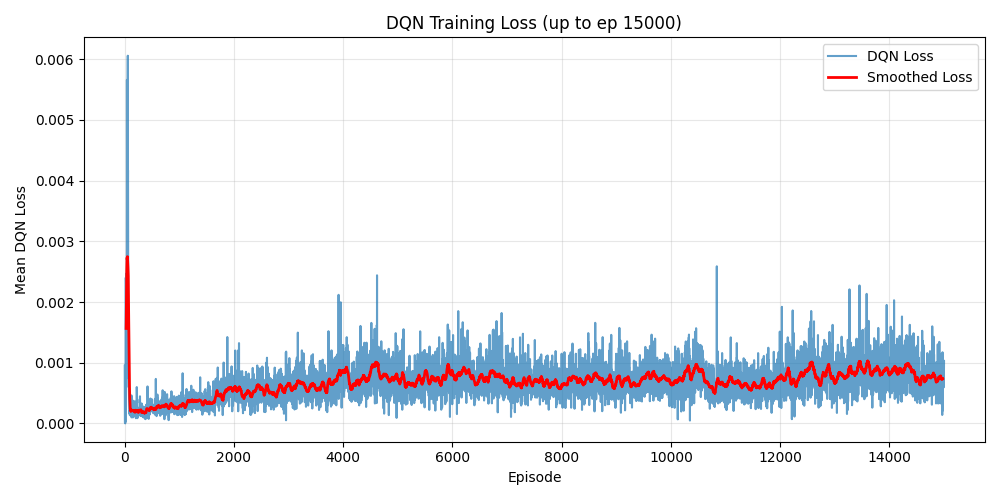 DQN Training Loss (up to ep 15000)
DQN Loss
Smoothed Loss
Mean DQN Loss
0.006
0.005
0.004
0.003
0.002
0.001
0.000
0 2000 4000 6000 8000 10000 12000 14000
Episode